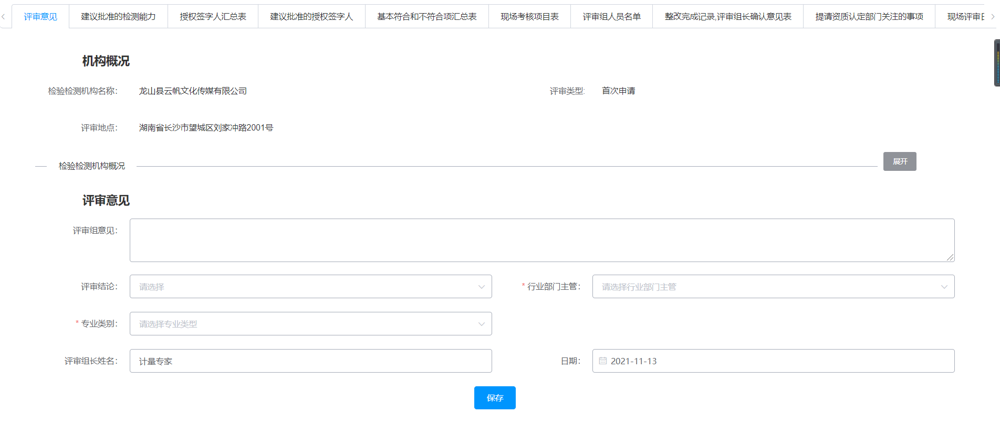 评审意见 建议批准的检测能力 授权签字人汇总表 建议批准的授权签字人 基本符合和不符合项汇总表 现场考核项目表 评审组人员名单 整改完成记录,评审组长确认意见表 提请资质认定部门关注的事项 现场评审
机构概况
检验检测机构名称： 龙山县云帆文化传媒有限公司 评审类型: 首次申请
评审地点： 湖南省长沙市望城区刘家冲路2001号
检验检测机构概况 展开
评审意见
评审组意见：
评审结论： 请选择 * 行业部门主管： 请选择行业部门主管
* 专业类别： 请选择专业类型
评审组长姓名： 计量专家 日期： 2021-11-13
保存